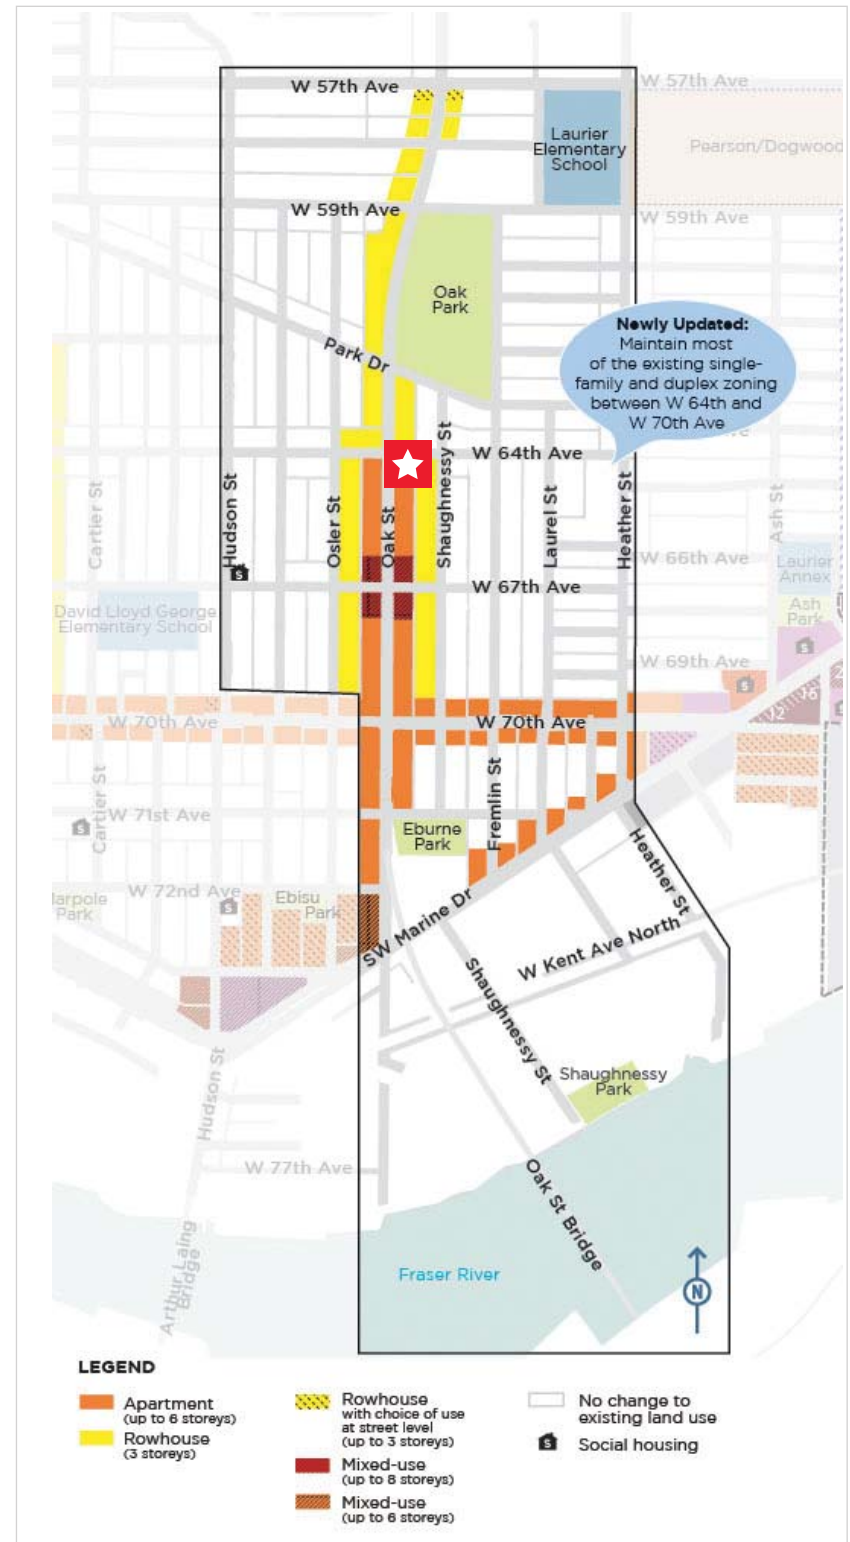 W 57th Ave
W 57th Ave
Laurier
Elementary
School
Pearson/Dogwood
W 59th Ave
W 59th Ave
Oak
Park
Newly Updated:
Maintain most
of the existing single-
family and duplex zoning
between W 64th and
W 70th Ave
Park Dr
W 64th Ave
Cartier St
Hudson St
Osler St
Oak St
Shaughnessy St
Laurel St
Heather St
Ash St
W 66th Ave
Laurier
Annex
Ash
Park
S
W 67th Ave
David Lloyd George
Elementary School
W 69th Ave
S
S
W 70th Ave
W 70th Ave
Cartier St
Fremlin St
W 71st Ave
S
Eburne
Park
Heather St
W 72nd Ave
S
Ebisu
Park
Park
SW Marine Dr
W Kent Ave North
Shaughnessy St
Shaughnessy
Park
Hudson St
W 77th Ave
Oak St Bridge
Arthur Laing
Bridge
Fraser River
N
LEGEND
Apartment
(up to 6 storeys)
Rowhouse
(3 storeys)
Rowhouse
with choice of use
at street level
(up to 3 storeys)
Mixed-use
(up to 8 storeys)
Mixed-use
(up to 6 storeys)
No change to
existing land use
S
Social housing